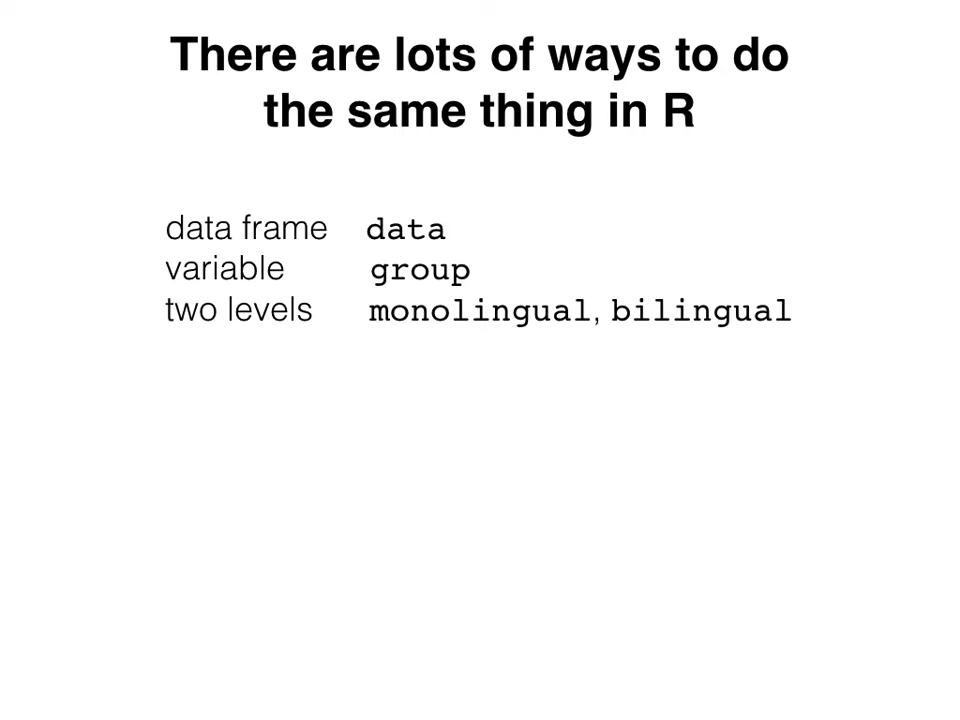 There are lots of ways to do
the same thing in R
data frame data
variable group
two levels monolingual, bilingual